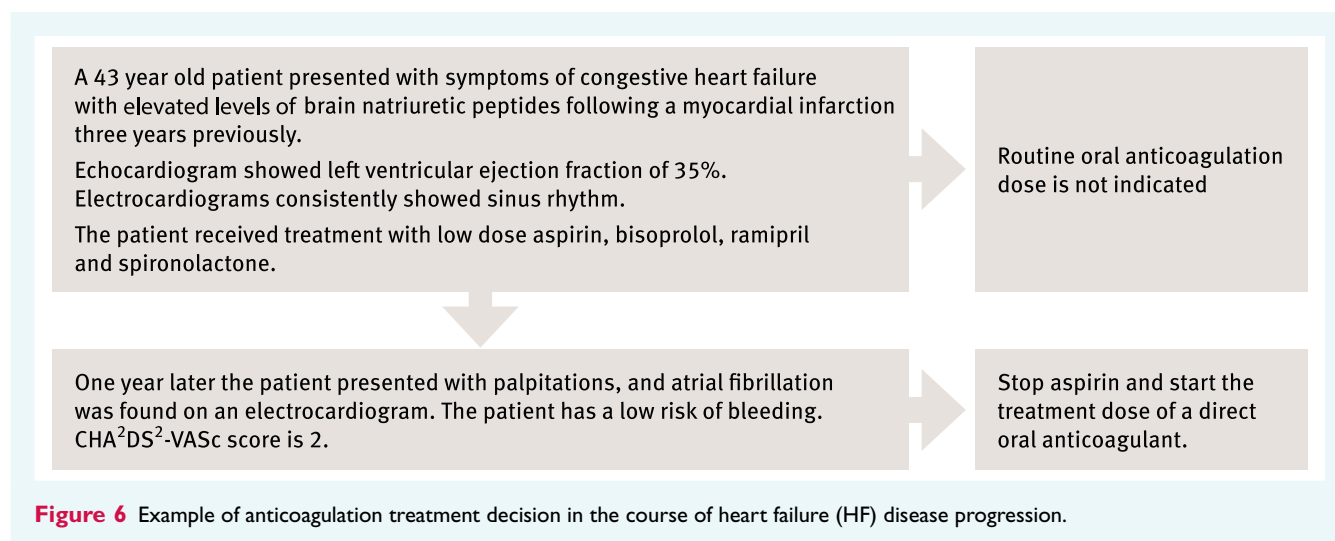 A 43 year old patient presented with symptoms of congestive heart failure
with elevated levels of brain natriuretic peptides following a myocardial infarction
three years previously.
Echocardiogram showed left ventricular ejection fraction of 35%.
Electrocardiograms consistently showed sinus rhythm.
The patient received treatment with low dose aspirin, bisoprolol, ramipril
and spironolactone.
Routine oral anticoagulation
dose is not indicated
One year later the patient presented with palpitations, and atrial fibrillation
was found on an electrocardiogram. The patient has a low risk of bleeding.
CHA²DS²-VASc score is 2.
Stop aspirin and start the
treatment dose of a direct
oral anticoagulant.
Figure 6 Example of anticoagulation treatment decision in the course of heart failure (HF) disease progression.